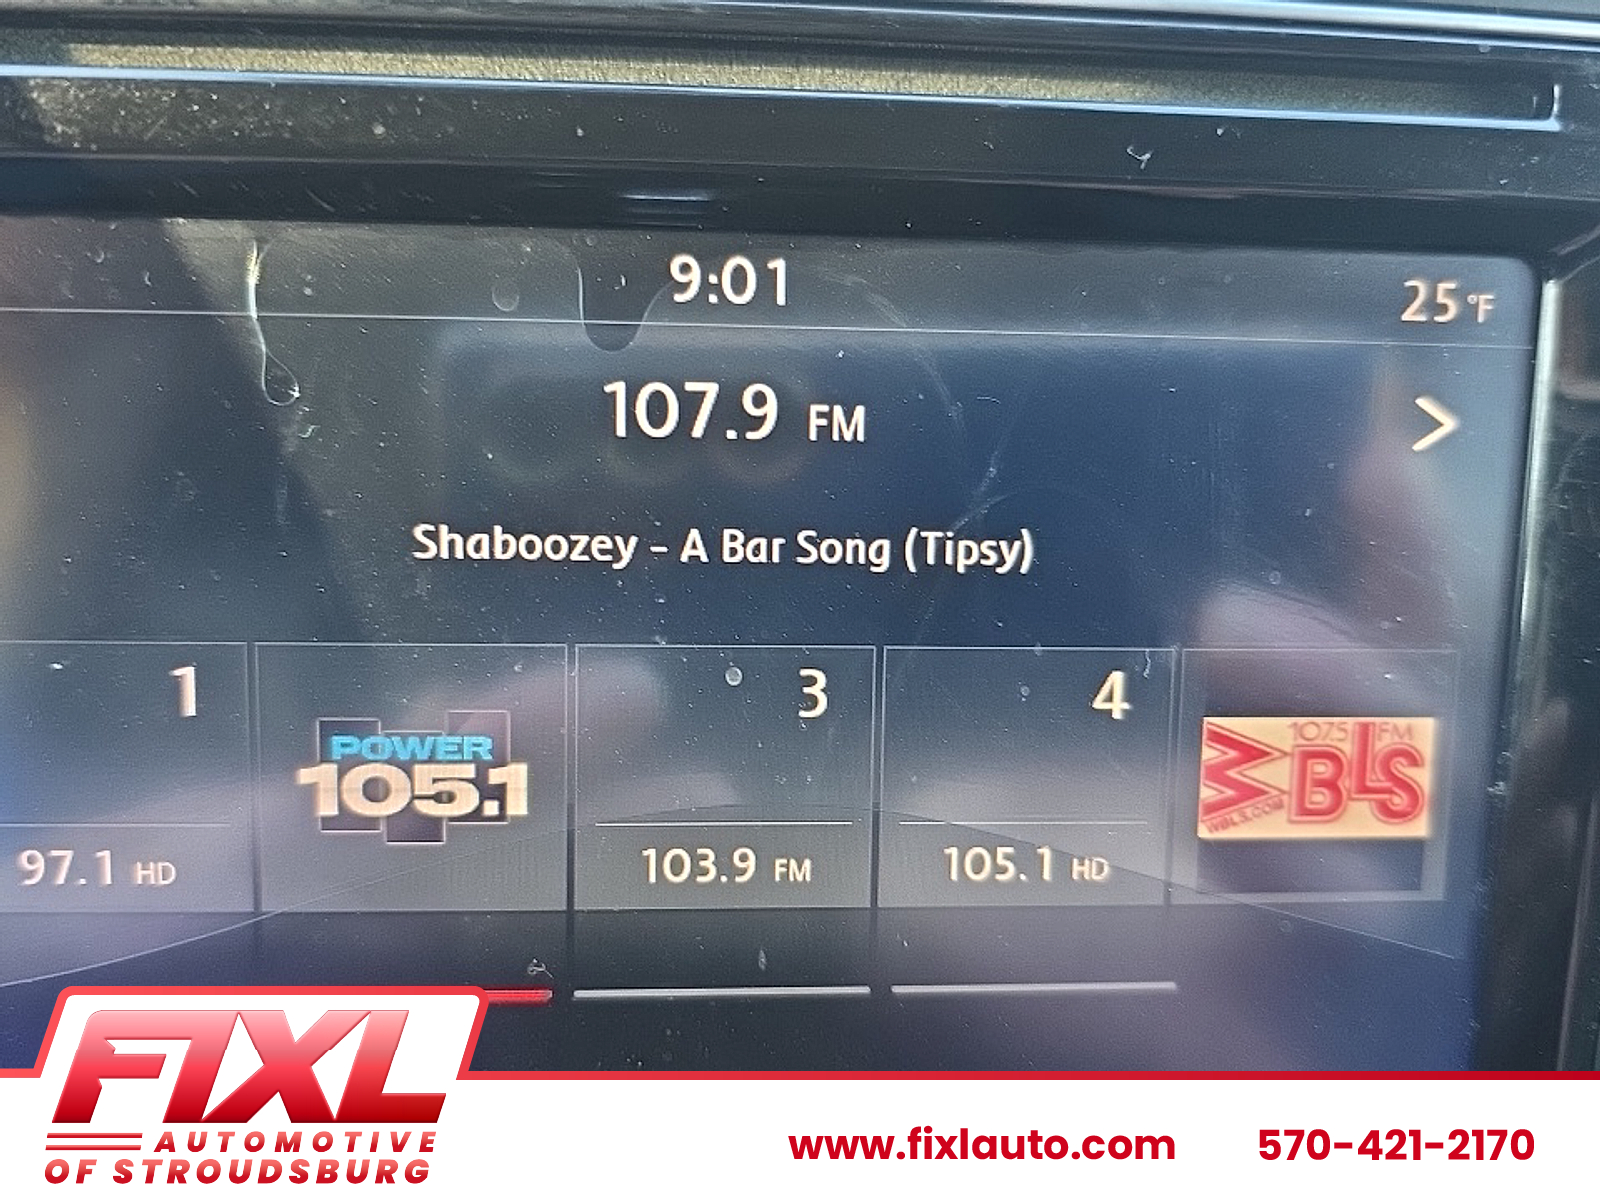 9:01
25°F
107.9 FM
>
Shaboozey - A Bar Song (Tipsy)
1
3
4
POWER
105.1
107.5 FM
WBLS
WBLS.COM
97.1 HD
103.9 FM
105.1 HD
FIXL
AUTOMOTIVE
OF STROUDSBURG
www.fixlauto.com
570-421-2170